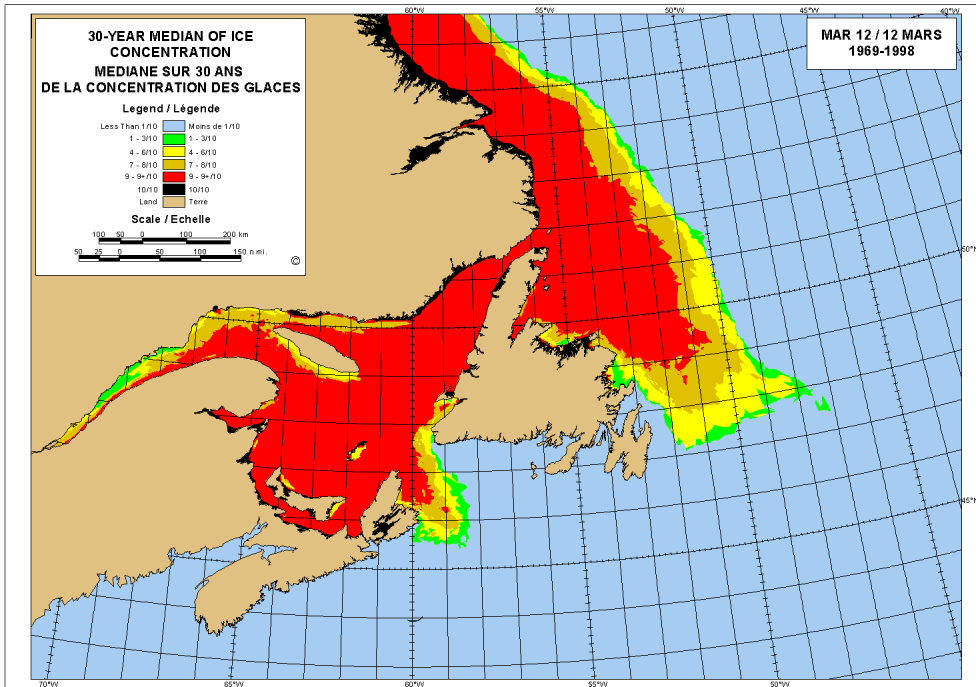 60°W
55°W
50°W
45°W
40°W
30-YEAR MEDIAN OF ICE
CONCENTRATION
MEDIANE SUR 30 ANS
DE LA CONCENTRATION DES GLACES
Legend / Légende
Less Than 1/10 Moins de 1/10
1 - 3/10 1 - 3/10
4 - 6/10 4 - 6/10
7 - 8/10 7 - 8/10
9 - 9+/10 9 - 9+/10
10/10 10/10
Land Terre
Scale / Echelle
100 50 0 100 200 km
50 25 0 50 100 150 n mi.
©
MAR 12 / 12 MARS
1969-1998
50°N
45°N
70°W
65°W
60°W
55°W
50°W